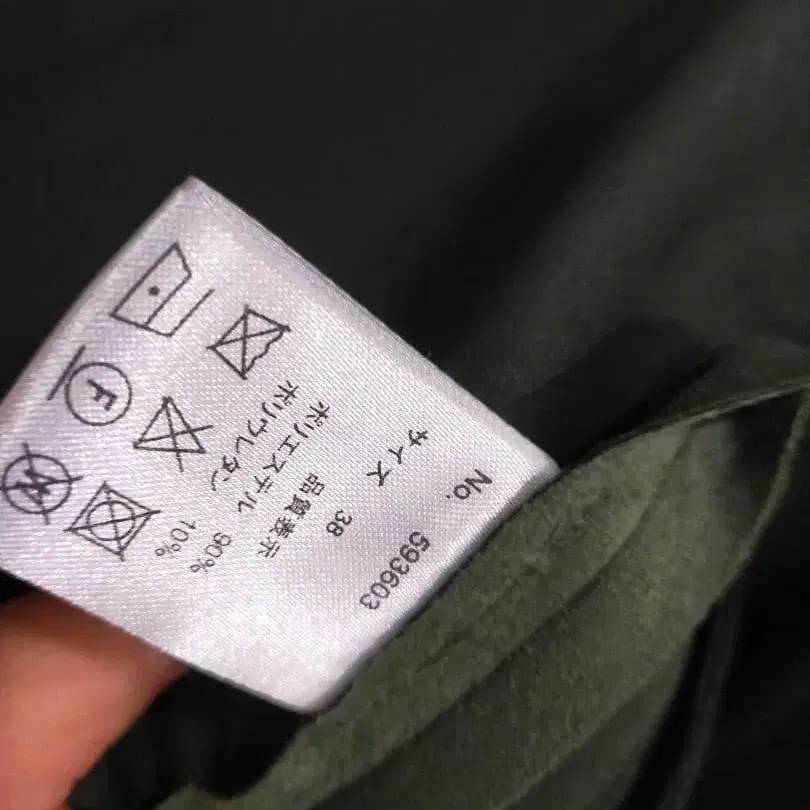 No. 593603
サイズ 38
品質表示
ポリエステル 90%
ポリウレタン 10%
F
W